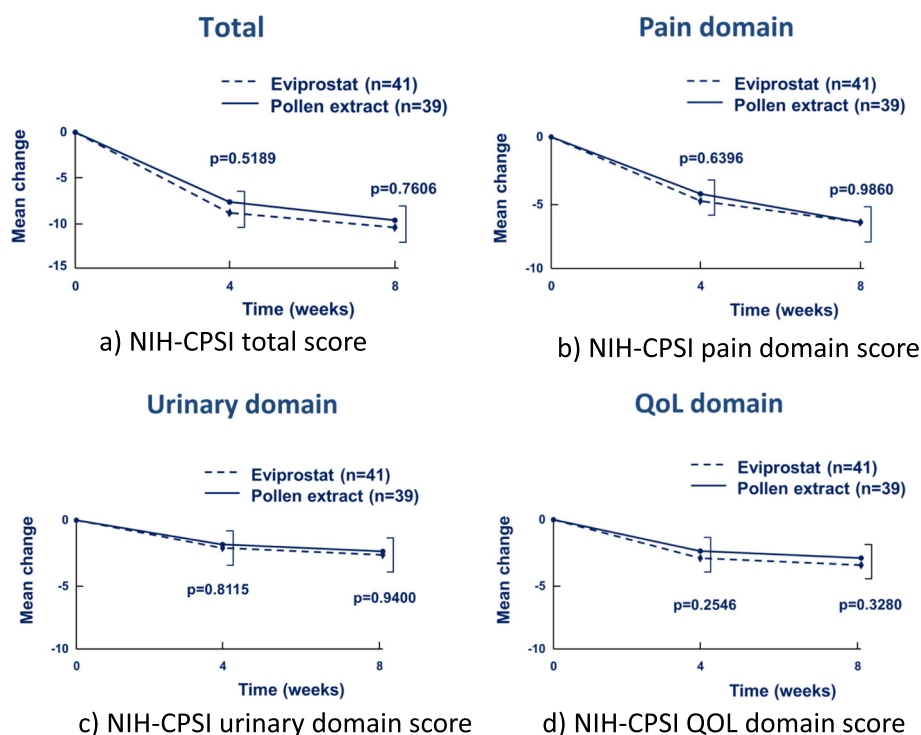 Total
Eviprostat (n=41)
Pollen extract (n=39)
Mean change
0
-5
-10
-15
p=0.5189
p=0.7606
0
4
8
Time (weeks)
a) NIH-CPSI total score
Pain domain
Eviprostat (n=41)
Pollen extract (n=39)
Mean change
0
-5
-10
p=0.6396
p=0.9860
0
4
8
Time (weeks)
b) NIH-CPSI pain domain score
Urinary domain
Eviprostat (n=41)
Pollen extract (n=39)
Mean change
0
-5
-10
p=0.8115
p=0.9400
0
4
8
Time (weeks)
c) NIH-CPSI urinary domain score
QoL domain
Eviprostat (n=41)
Pollen extract (n=39)
Mean change
0
-5
-10
p=0.2546
p=0.3280
0
4
8
Time (weeks)
d) NIH-CPSI QOL domain score